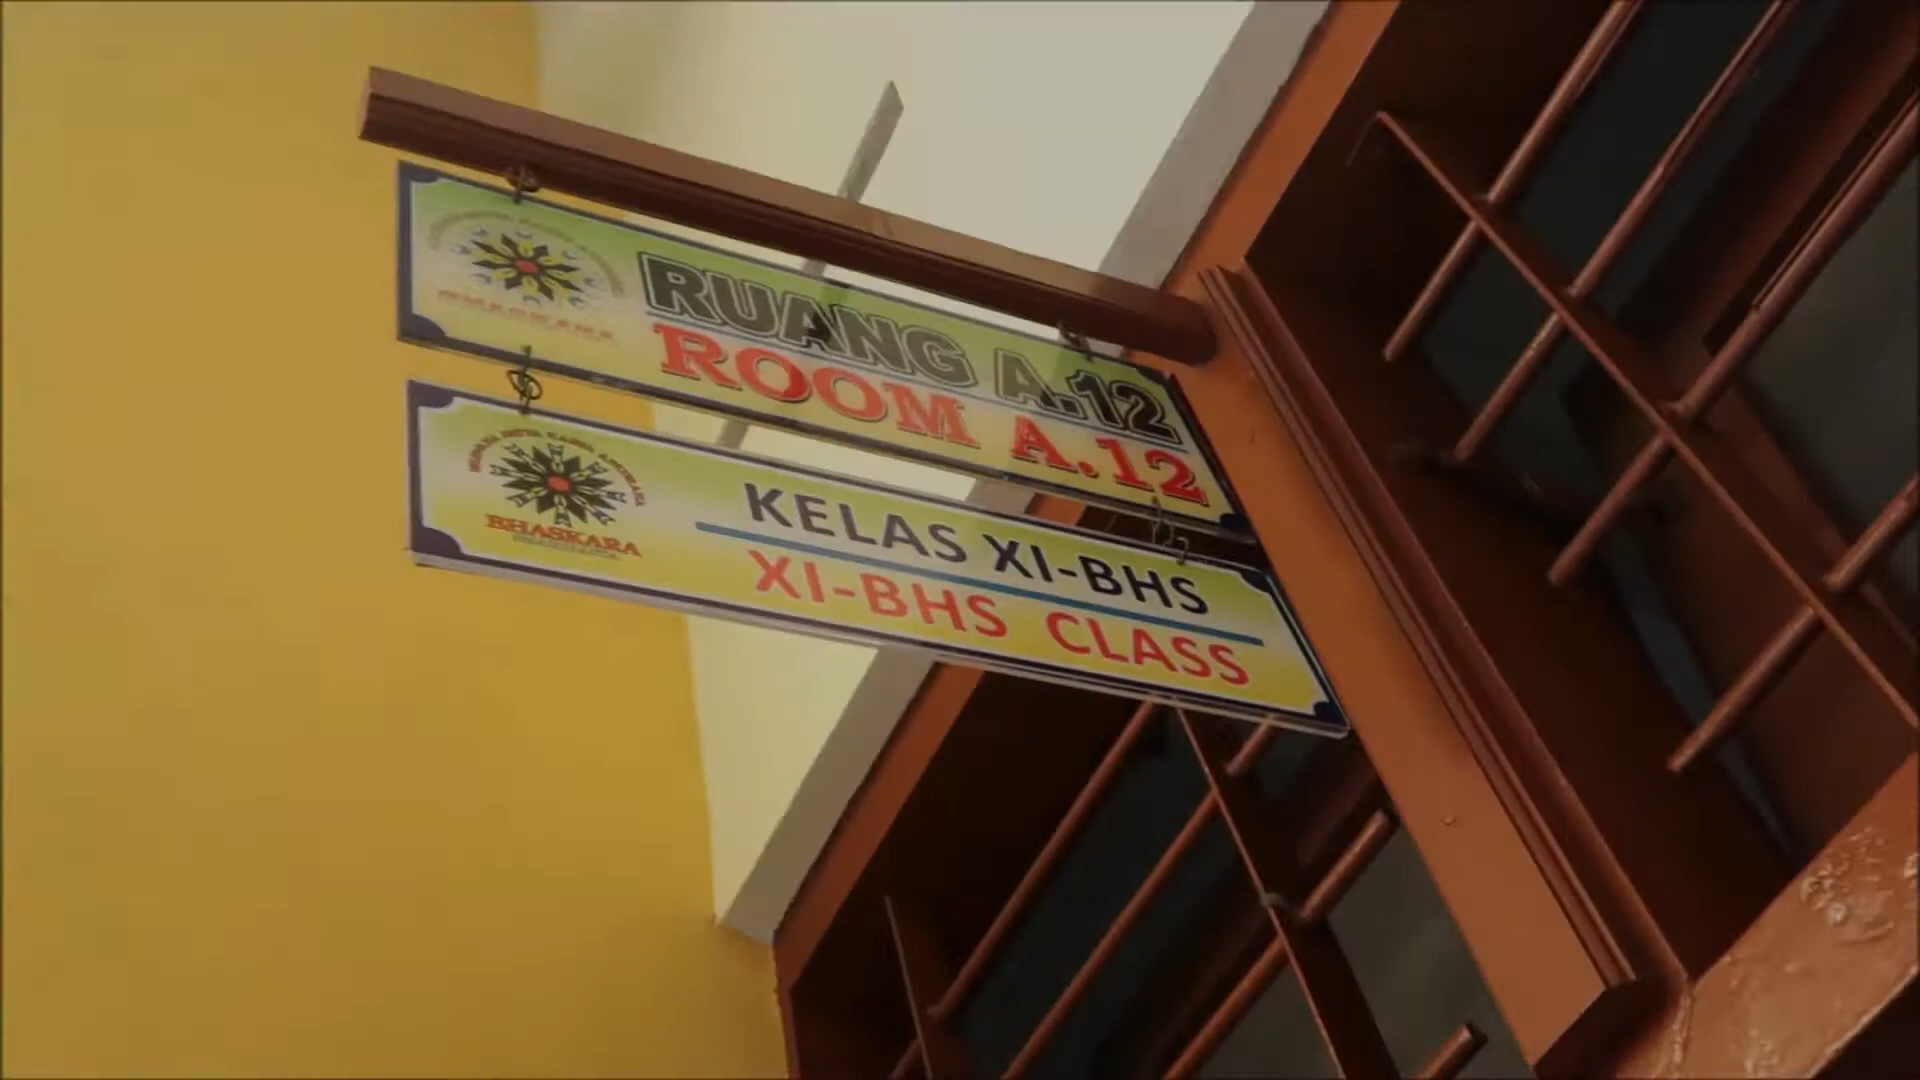 RUANG A.12
ROOM A.12
BHASKARA
KELAS XI-BHS
XI-BHS CLASS